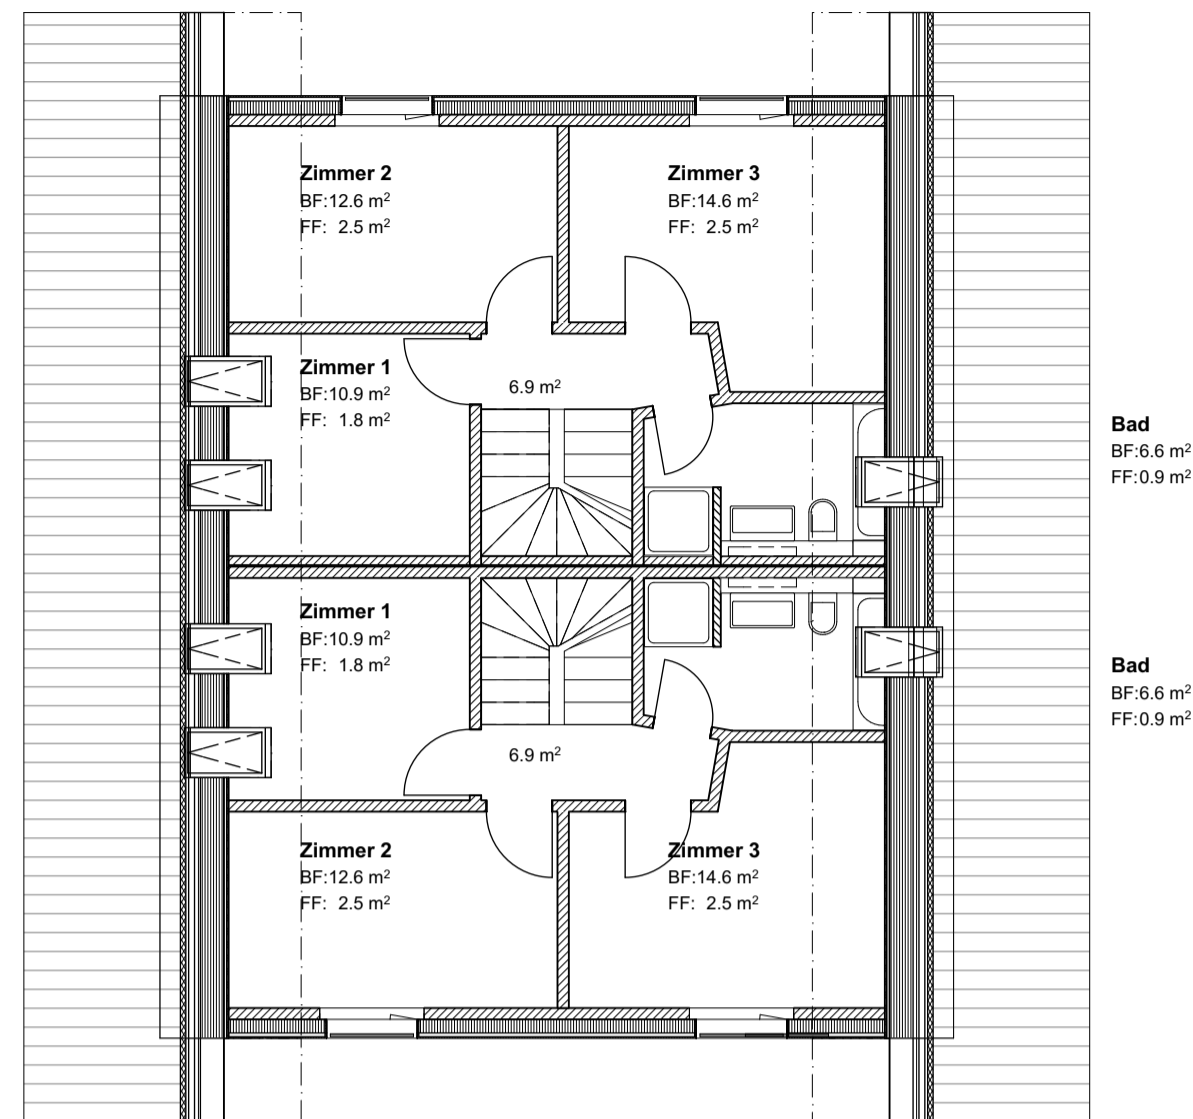 Zimmer 2
BF:12.6 m²
FF: 2.5 m²
Zimmer 3
BF:14.6 m²
FF: 2.5 m²
Zimmer 1
BF:10.9 m²
FF: 1.8 m²
6.9 m²
Bad
BF:6.6 m²
FF:0.9 m²
Zimmer 1
BF:10.9 m²
FF: 1.8 m²
Bad
BF:6.6 m²
FF:0.9 m²
6.9 m²
Zimmer 2
BF:12.6 m²
FF: 2.5 m²
Zimmer 3
BF:14.6 m²
FF: 2.5 m²